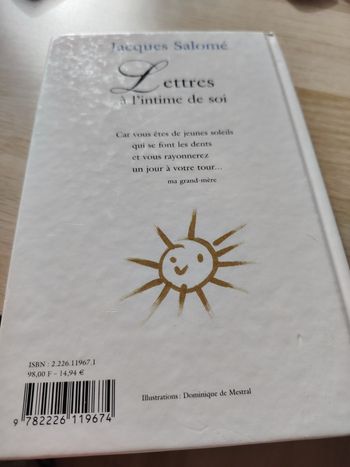 Jacques Salomé
Lettres
à l'intime de soi
Car vous êtes de jeunes soleils
qui se font les dents
et vous rayonnerez
un jour à votre tour...
ma grand-mère
ISBN : 2.226.11967.1
98,00 F - 14,94 €
9 782226 119674
Illustrations : Dominique de Mestral